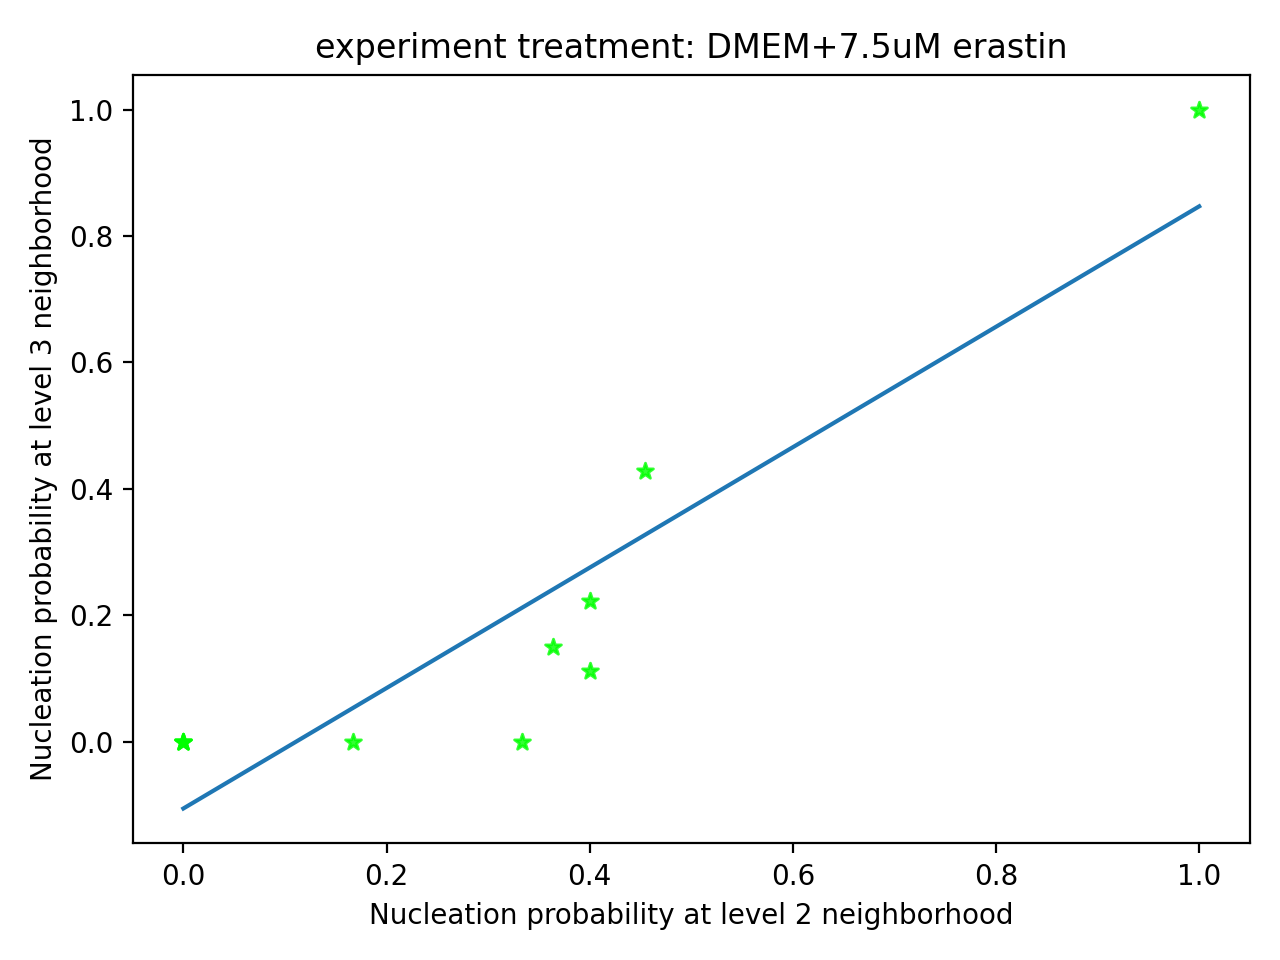 experiment treatment: DMEM+7.5uM erastin
Nucleation probability at level 3 neighborhood
1.0
0.8
0.6
0.4
0.2
0.0
0.0 0.2 0.4 0.6 0.8 1.0
Nucleation probability at level 2 neighborhood